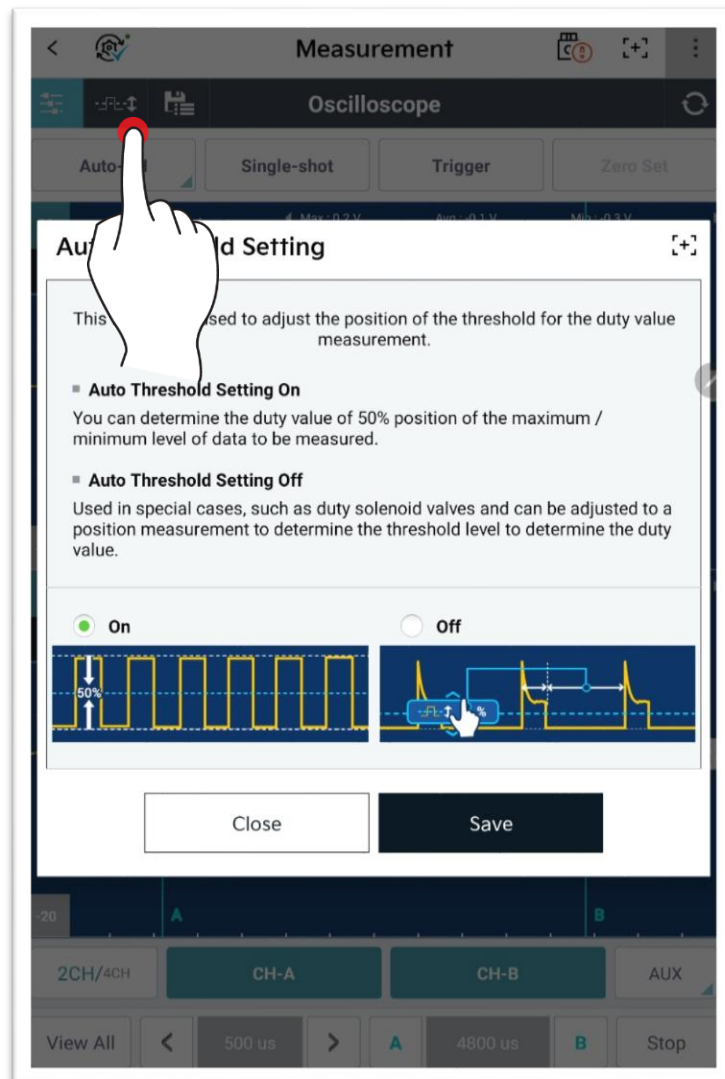 Measurement
Oscilloscope
Single-shot
Trigger
Zero Set
Max : 0.2 V
Avg : -0.1 V
Min : -0.3 V
d Setting
This
sed to adjust the position of the threshold for the duty value
measurement.
Auto Threshold Setting On
You can determine the duty value of 50% position of the maximum /
minimum level of data to be measured.
Auto Threshold Setting Off
Used in special cases, such as duty solenoid valves and can be adjusted to a
position measurement to determine the threshold level to determine the duty
value.
On
Off
50%
%
Close
Save
-20
A
B
2CH/4CH
CH-A
CH-B
AUX
View All
500 us
A
4800 us
B
Stop